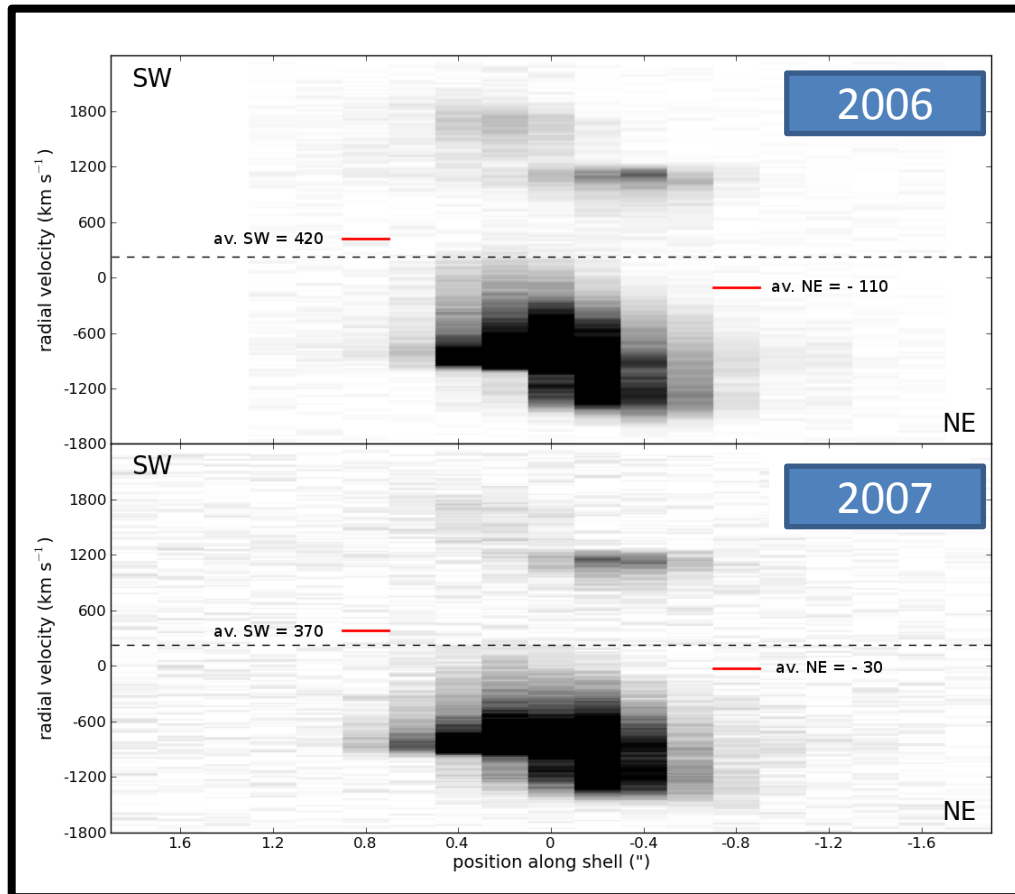 SW
2006
1800
1200
600
0
-600
-1200
-1800
radial velocity (km s⁻¹)
av. SW = 420
av. NE = - 110
NE
SW
2007
1800
1200
600
0
-600
-1200
-1800
radial velocity (km s⁻¹)
av. SW = 370
av. NE = - 30
NE
1.6 1.2 0.8 0.4 0 -0.4 -0.8 -1.2 -1.6
position along shell (")